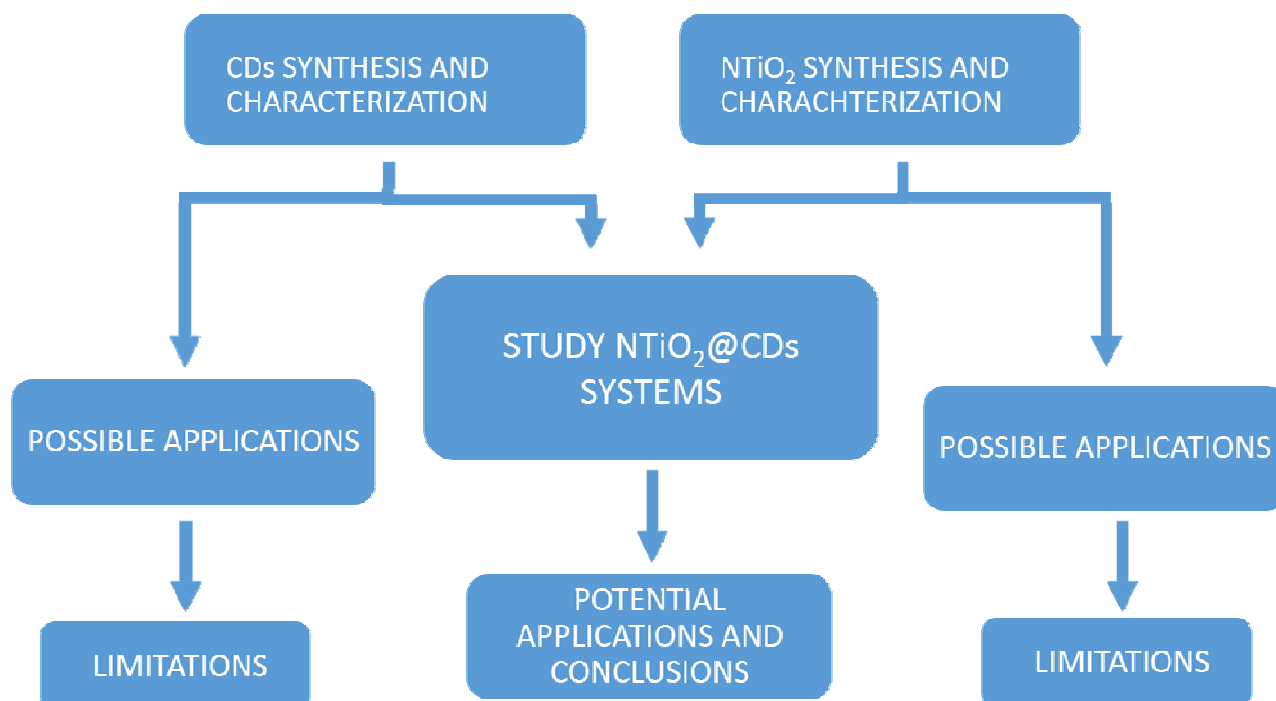 CDs SYNTHESIS AND
CHARACTERIZATION
NTiO₂ SYNTHESIS AND
CHARACHTERIZATION
STUDY NTiO₂@CDs
SYSTEMS
POSSIBLE APPLICATIONS
POSSIBLE APPLICATIONS
POTENTIAL
APPLICATIONS AND
CONCLUSIONS
LIMITATIONS
LIMITATIONS